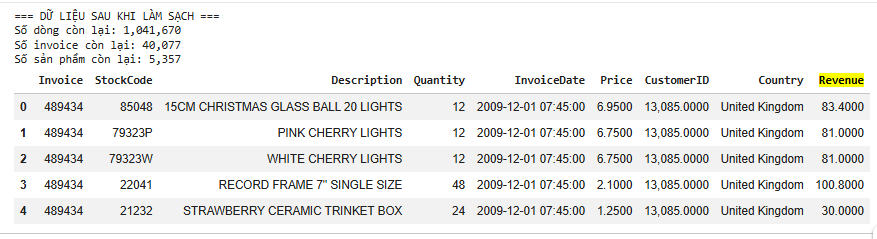 === DỮ LIỆU SAU KHI LÀM SẠCH ===
Số dòng còn lại: 1,041,670
Số invoice còn lại: 40,077
Số sản phẩm còn lại: 5,357
Invoice StockCode Description Quantity InvoiceDate Price CustomerID Country Revenue
0 489434 85048 15CM CHRISTMAS GLASS BALL 20 LIGHTS 12 2009-12-01 07:45:00 6.9500 13,085.0000 United Kingdom 83.4000
1 489434 79323P PINK CHERRY LIGHTS 12 2009-12-01 07:45:00 6.7500 13,085.0000 United Kingdom 81.0000
2 489434 79323W WHITE CHERRY LIGHTS 12 2009-12-01 07:45:00 6.7500 13,085.0000 United Kingdom 81.0000
3 489434 22041 RECORD FRAME 7" SINGLE SIZE 48 2009-12-01 07:45:00 2.1000 13,085.0000 United Kingdom 100.8000
4 489434 21232 STRAWBERRY CERAMIC TRINKET BOX 24 2009-12-01 07:45:00 1.2500 13,085.0000 United Kingdom 30.0000